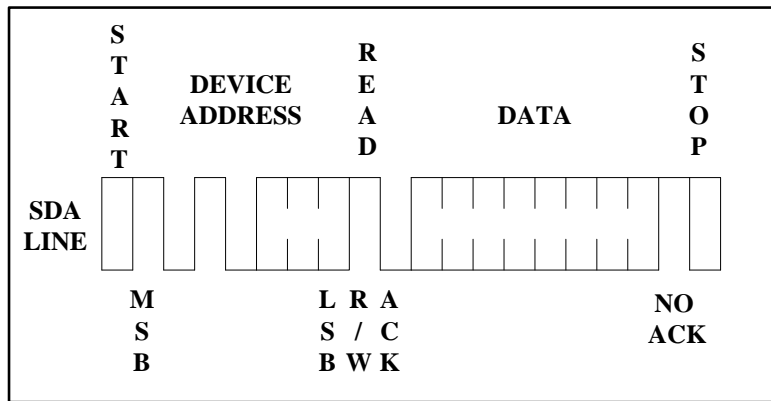 START
DEVICE
ADDRESS
READ
DATA
STOP
SDA
LINE
MSB
LSB
R/W
ACK
NO
ACK